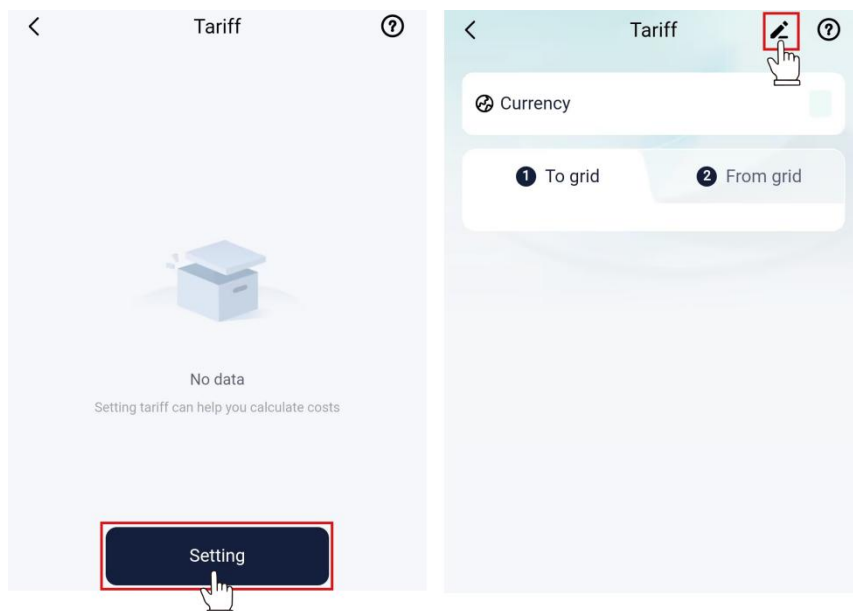 Tariff
No data
Setting tariff can help you calculate costs
Setting
Tariff
Currency
1 To grid
2 From grid